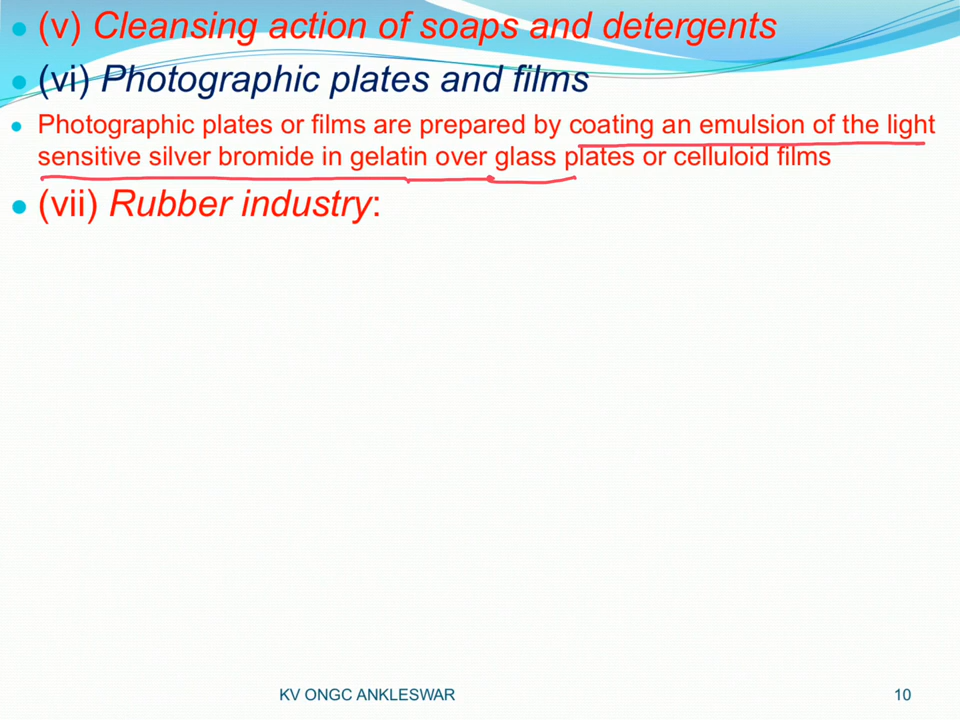 (v) Cleansing action of soaps and detergents
(vi) Photographic plates and films
Photographic plates or films are prepared by coating an emulsion of the light
sensitive silver bromide in gelatin over glass plates or celluloid films
(vii) Rubber industry:
KV ONGC ANKLESWAR
10